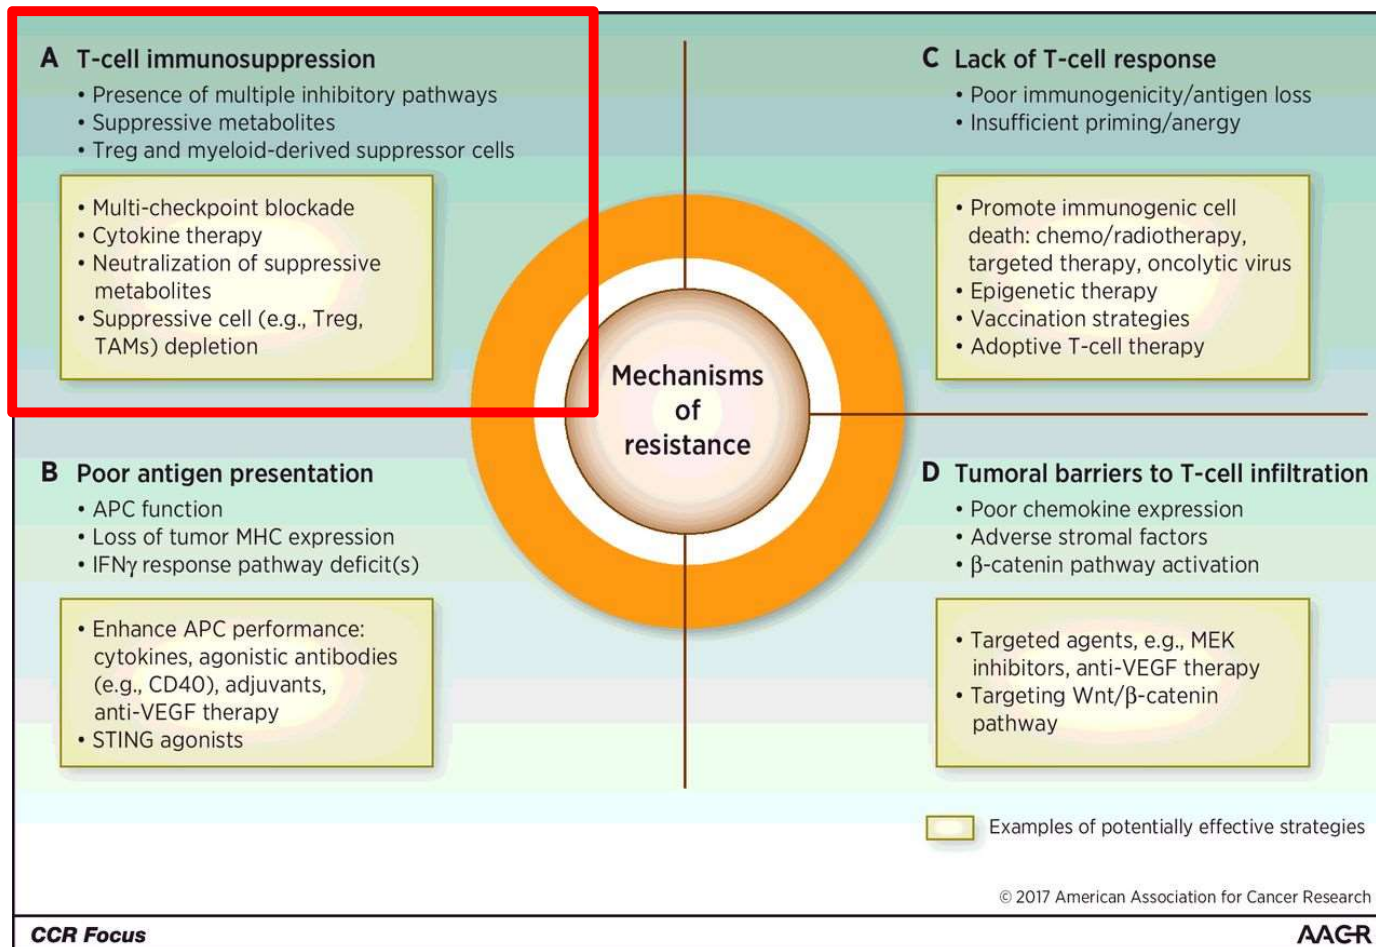 A T-cell immunosuppression
• Presence of multiple inhibitory pathways
• Suppressive metabolites
• Treg and myeloid-derived suppressor cells
• Multi-checkpoint blockade
• Cytokine therapy
• Neutralization of suppressive
metabolites
• Suppressive cell (e.g., Treg,
TAMs) depletion
C Lack of T-cell response
• Poor immunogenicity/antigen loss
• Insufficient priming/anergy
• Promote immunogenic cell
death: chemo/radiotherapy,
targeted therapy, oncolytic virus
• Epigenetic therapy
• Vaccination strategies
• Adoptive T-cell therapy
Mechanisms
of
resistance
B Poor antigen presentation
• APC function
• Loss of tumor MHC expression
• IFNγ response pathway deficit(s)
• Enhance APC performance:
cytokines, agonistic antibodies
(e.g., CD40), adjuvants,
anti-VEGF therapy
• STING agonists
D Tumoral barriers to T-cell infiltration
• Poor chemokine expression
• Adverse stromal factors
• β-catenin pathway activation
• Targeted agents, e.g., MEK
inhibitors, anti-VEGF therapy
• Targeting Wnt/β-catenin
pathway
Examples of potentially effective strategies
© 2017 American Association for Cancer Research
CCR Focus
AACR